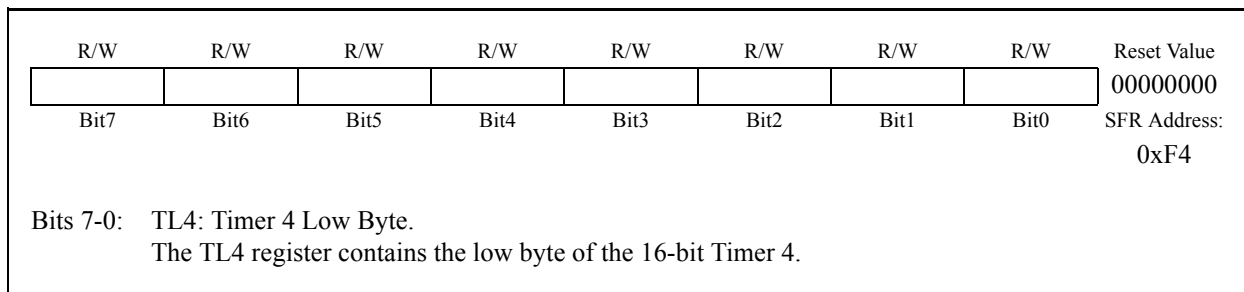 R/W R/W R/W R/W R/W R/W R/W R/W Reset Value
00000000
Bit7 Bit6 Bit5 Bit4 Bit3 Bit2 Bit1 Bit0 SFR Address:
0xF4
Bits 7-0: TL4: Timer 4 Low Byte.
The TL4 register contains the low byte of the 16-bit Timer 4.